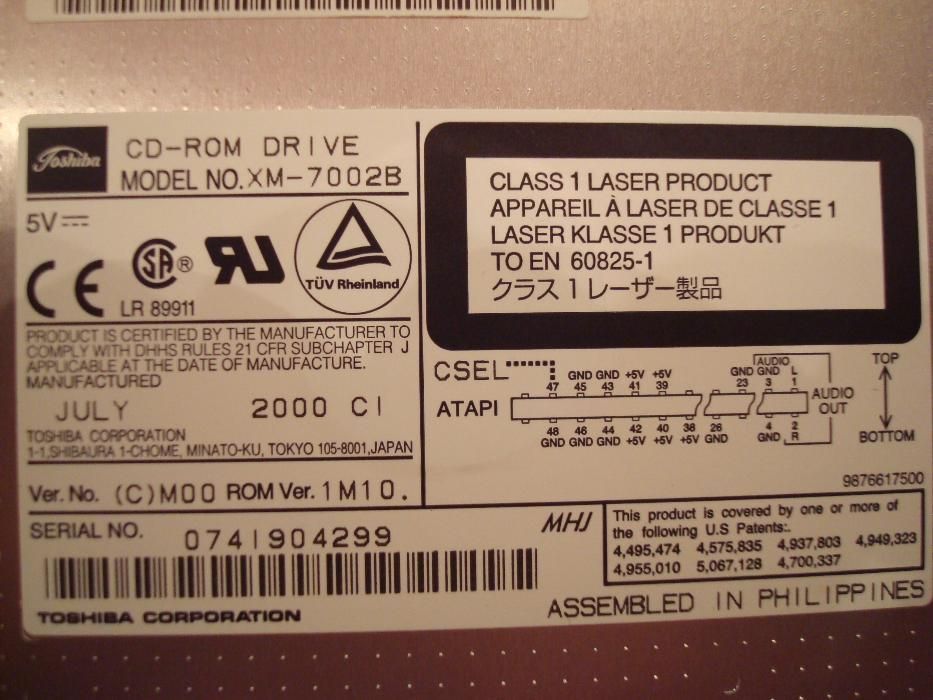 Toshiba
CD-ROM DRIVE
MODEL NO. XM-7002B
5V
CE
SA®
LR 89911
RU
TÜV Rheinland
PRODUCT IS CERTIFIED BY THE MANUFACTURER TO
COMPLY WITH DHHS RULES 21 CFR SUBCHAPTER J
APPLICABLE AT THE DATE OF MANUFACTURE.
MANUFACTURED
JULY 2000 CI
TOSHIBA CORPORATION
1-1,SHIBAURA 1-CHOME, MINATO-KU, TOKYO 105-8001,JAPAN
Ver. No. (C)M00 ROM Ver. 1M10.
CLASS 1 LASER PRODUCT
APPAREIL À LASER DE CLASSE 1
LASER KLASSE 1 PRODUKT
TO EN 60825-1
クラス1レーザー製品
CSEL
AUDIO
GND GND +5V +5V GND GND L
47 45 43 41 39 23 3 1
ATAPI
AUDIO
OUT
48 46 44 42 40 38 26 4 2
GND GND GND +5V +5V +5V GND GND R
TOP
BOTTOM
9876617500
SERIAL NO. 0741904299
MHJ
TOSHIBA CORPORATION
This product is covered by one or more of
the following U.S Patents:.
4,495,474 4,575,835 4,937,803 4,949,323
4,955,010 5,067,128 4,700,337
ASSEMBLED IN PHILIPPINES